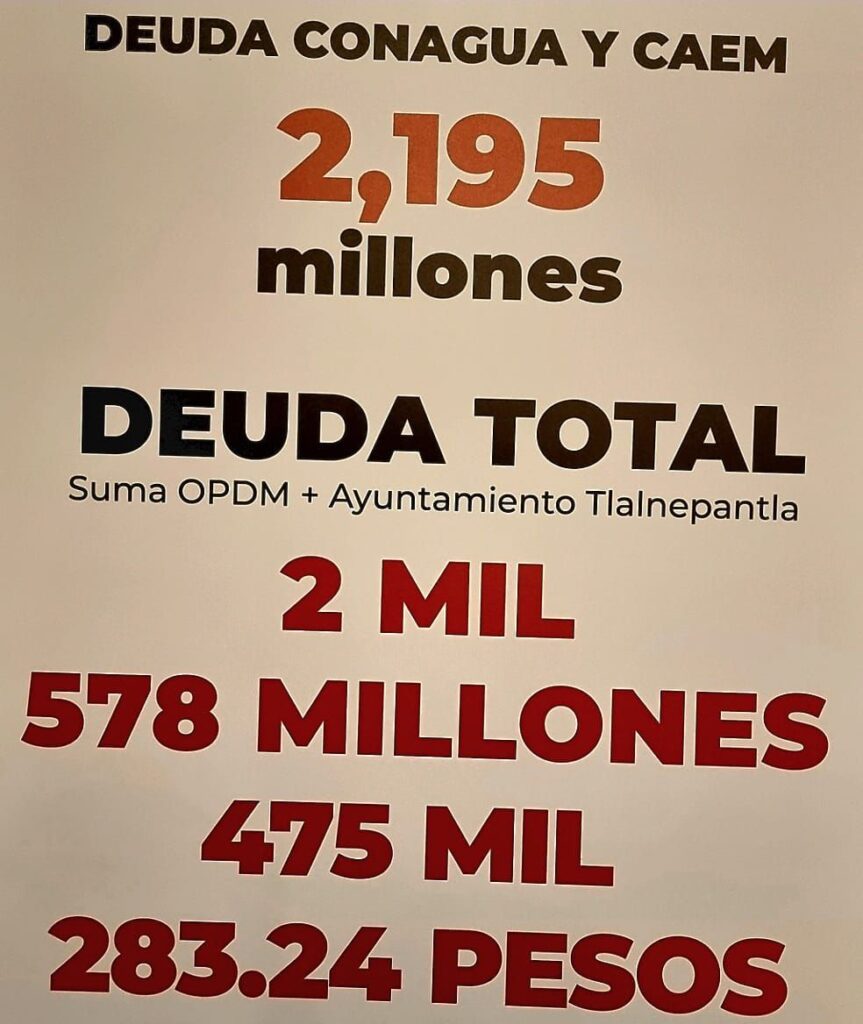 DEUDA CONAGUA Y CAEM
2,195
millones
DEUDA TOTAL
Suma OPDM + Ayuntamiento Tlalnepantla
2 MIL
578 MILLONES
475 MIL
283.24 PESOS